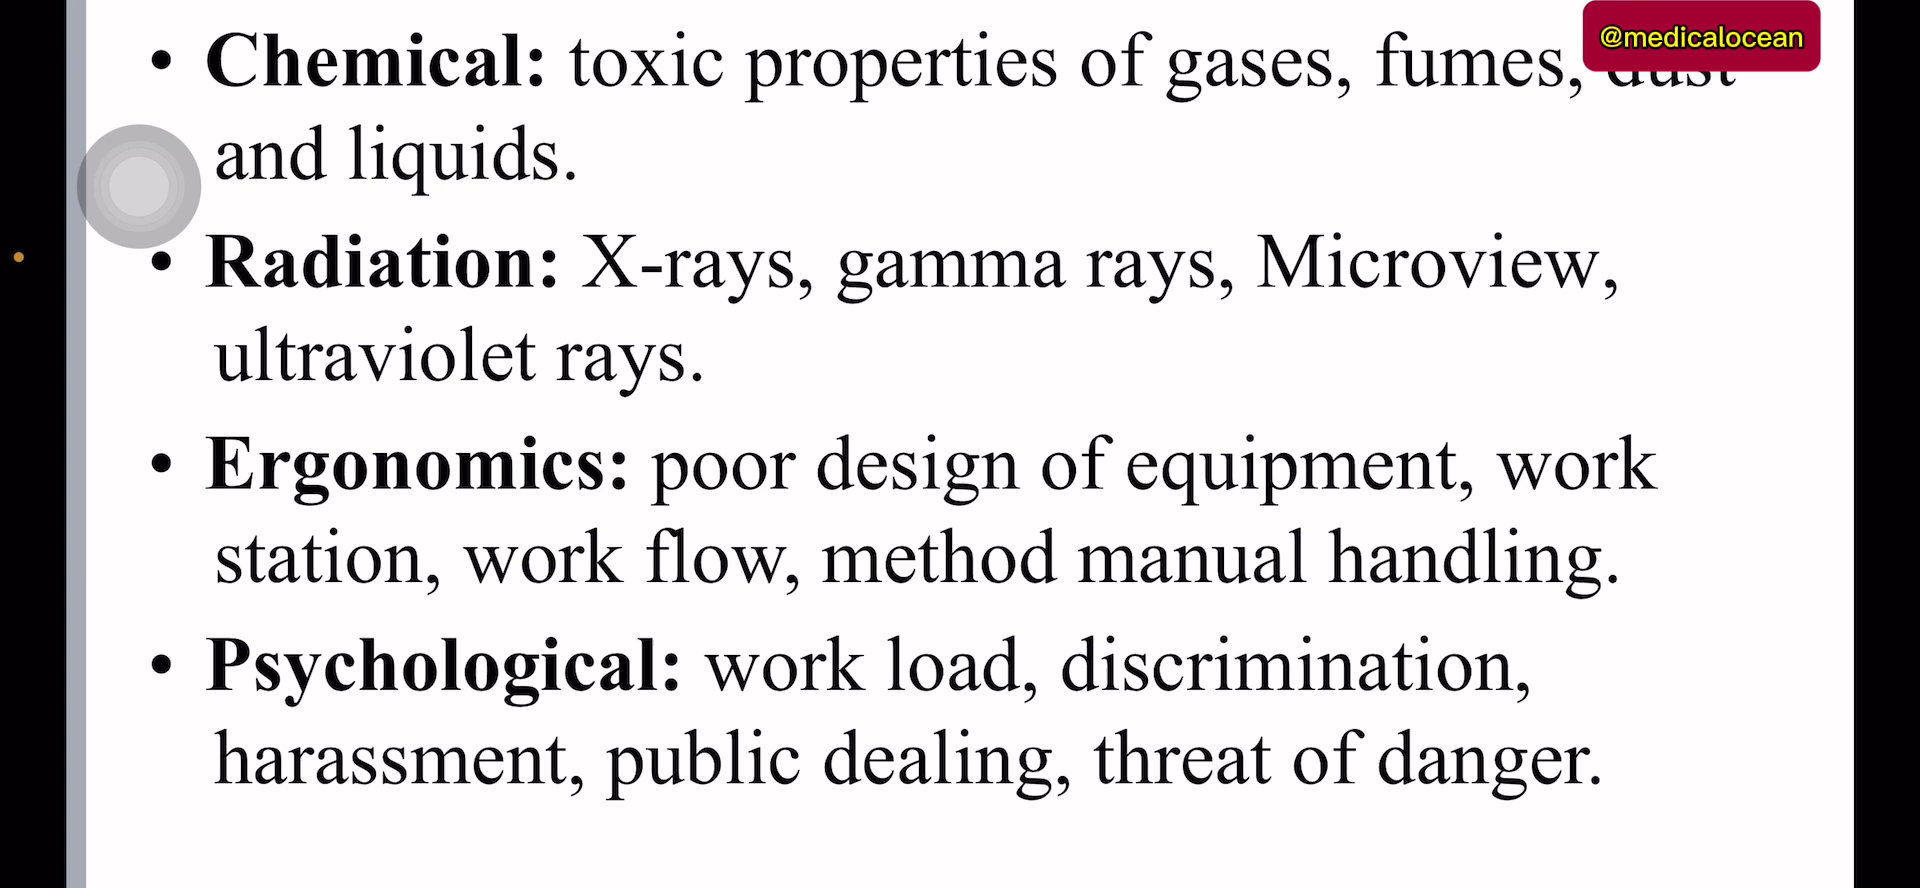 @medicalocean
• Chemical: toxic properties of gases, fumes, dust
and liquids.
• Radiation: X-rays, gamma rays, Microview,
ultraviolet rays.
• Ergonomics: poor design of equipment, work
station, work flow, method manual handling.
• Psychological: work load, discrimination,
harassment, public dealing, threat of danger.